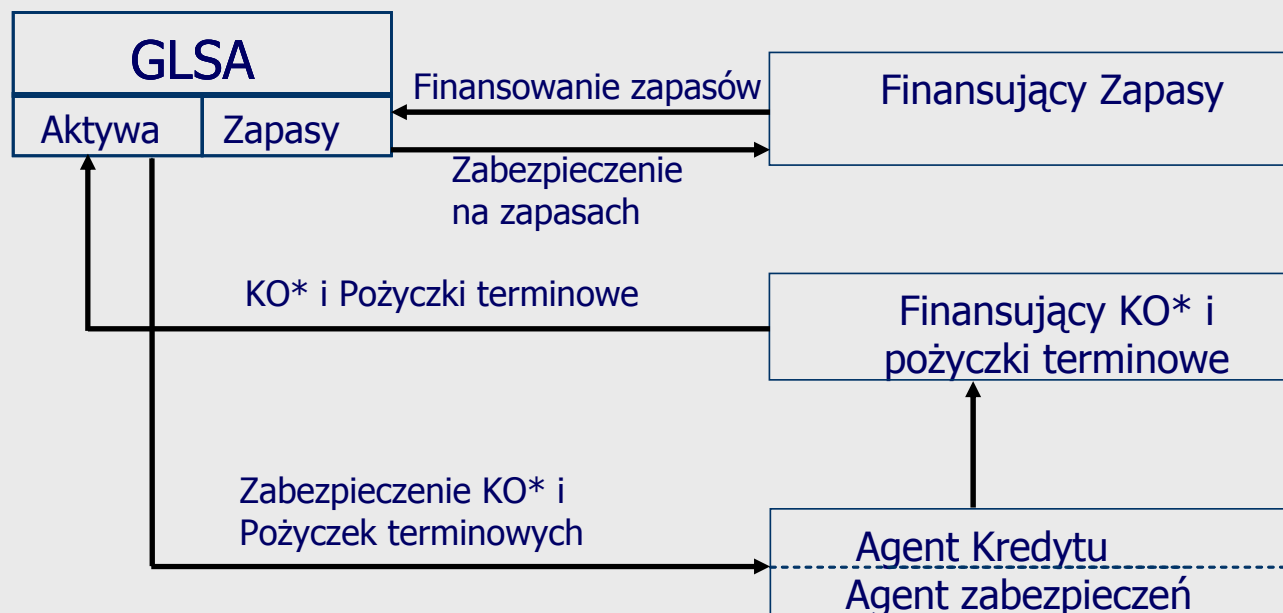 GLSA
Aktywa
Zapasy
Finansowanie zapasów
Zabezpieczenie
na zapasach
Finansujący Zapasy
KO* i Pożyczki terminowe
Finansujący KO* i
pożyczki terminowe
Zabezpieczenie KO* i
Pożyczek terminowych
Agent Kredytu
Agent zabezpieczeń